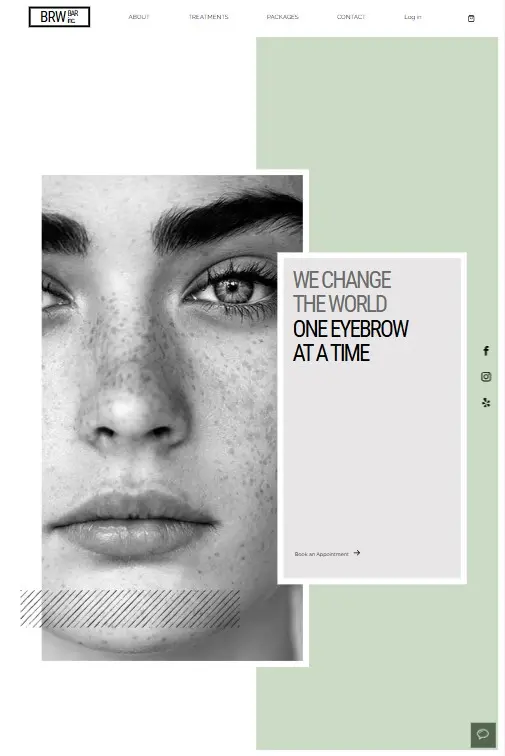 BRW BAR P.G.
ABOUT
TREATMENTS
PACKAGES
CONTACT
Log in
WE CHANGE
THE WORLD
ONE EYEBROW
AT A TIME
Book an Appointment